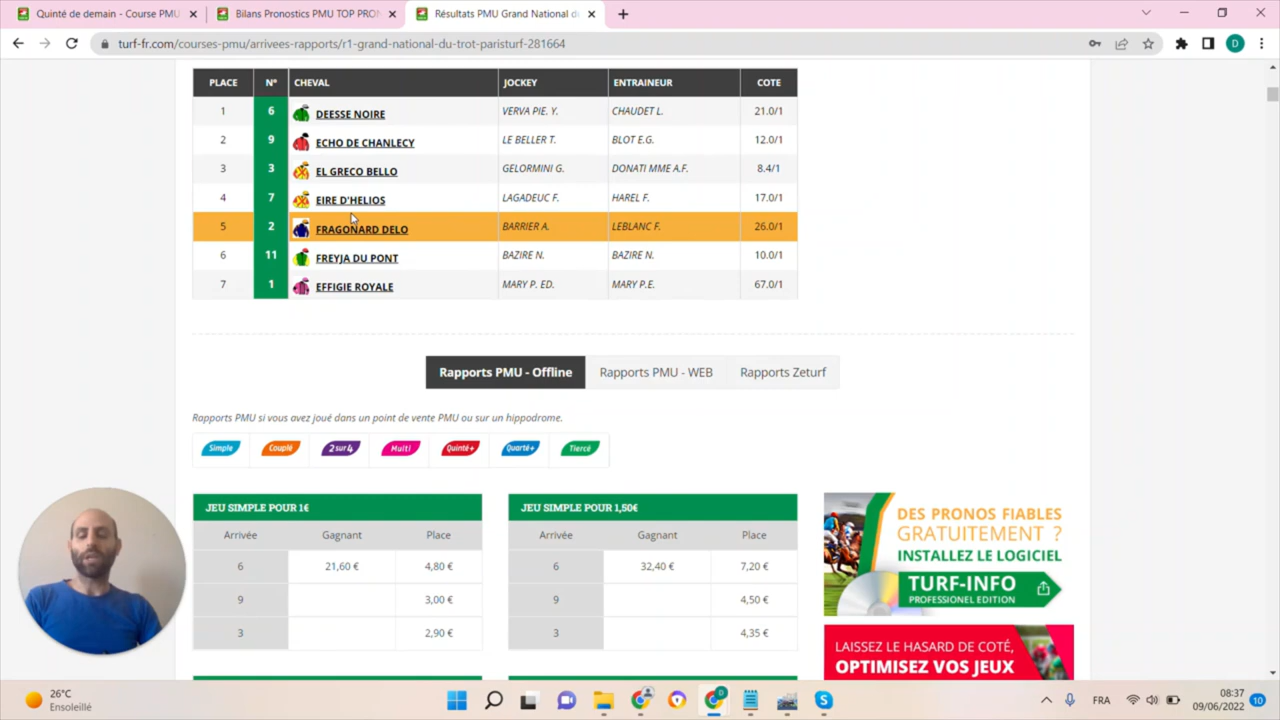 Quinté de demain - Course PMU
Bilans Pronostics PMU TOP PRON
Résultats PMU Grand National d
turf-fr.com/courses-pmu/arrivees-rapports/r1-grand-national-du-trot-paristurf-281664
D
PLACE N° CHEVAL JOCKEY ENTRAINEUR COTE
1 6 DEESSE NOIRE VERVA PIE. Y. CHAUDET L. 21.0/1
2 9 ECHO DE CHANLECY LE BELLER T. BLOT E.G. 12.0/1
3 3 EL GRECO BELLO GELORMINI G. DONATI MME A.F. 8.4/1
4 7 EIRE D'HELIOS LAGADEUC F. HAREL F. 17.0/1
5 2 FRAGONARD DELO BARRIER A. LEBLANC F. 26.0/1
6 11 FREYJA DU PONT BAZIRE N. BAZIRE N. 10.0/1
7 1 EFFIGIE ROYALE MARY P. ED. MARY P.E. 67.0/1
Rapports PMU - Offline Rapports PMU - WEB Rapports Zeturf
Rapports PMU si vous avez joué dans un point de vente PMU ou sur un hippodrome.
Simple Couplé 2 sur 4 Multi Quinté+ Quarté+ Tiercé
JEU SIMPLE POUR 1€
Arrivée Gagnant Place
6 21,60 € 4,80 €
9 3,00 €
3 2,90 €
JEU SIMPLE POUR 1,50€
Arrivée Gagnant Place
6 32,40 € 7,20 €
9 4,50 €
3 4,35 €
DES PRONOS FIABLES
GRATUITEMENT ?
INSTALLEZ LE LOGICIEL
TURF-INFO
PROFESSIONEL EDITION
LAISSEZ LE HASARD DE COTÉ,
OPTIMISEZ VOS JEUX
26°C
Ensoleillé
FRA
08:37
09/06/2022
10